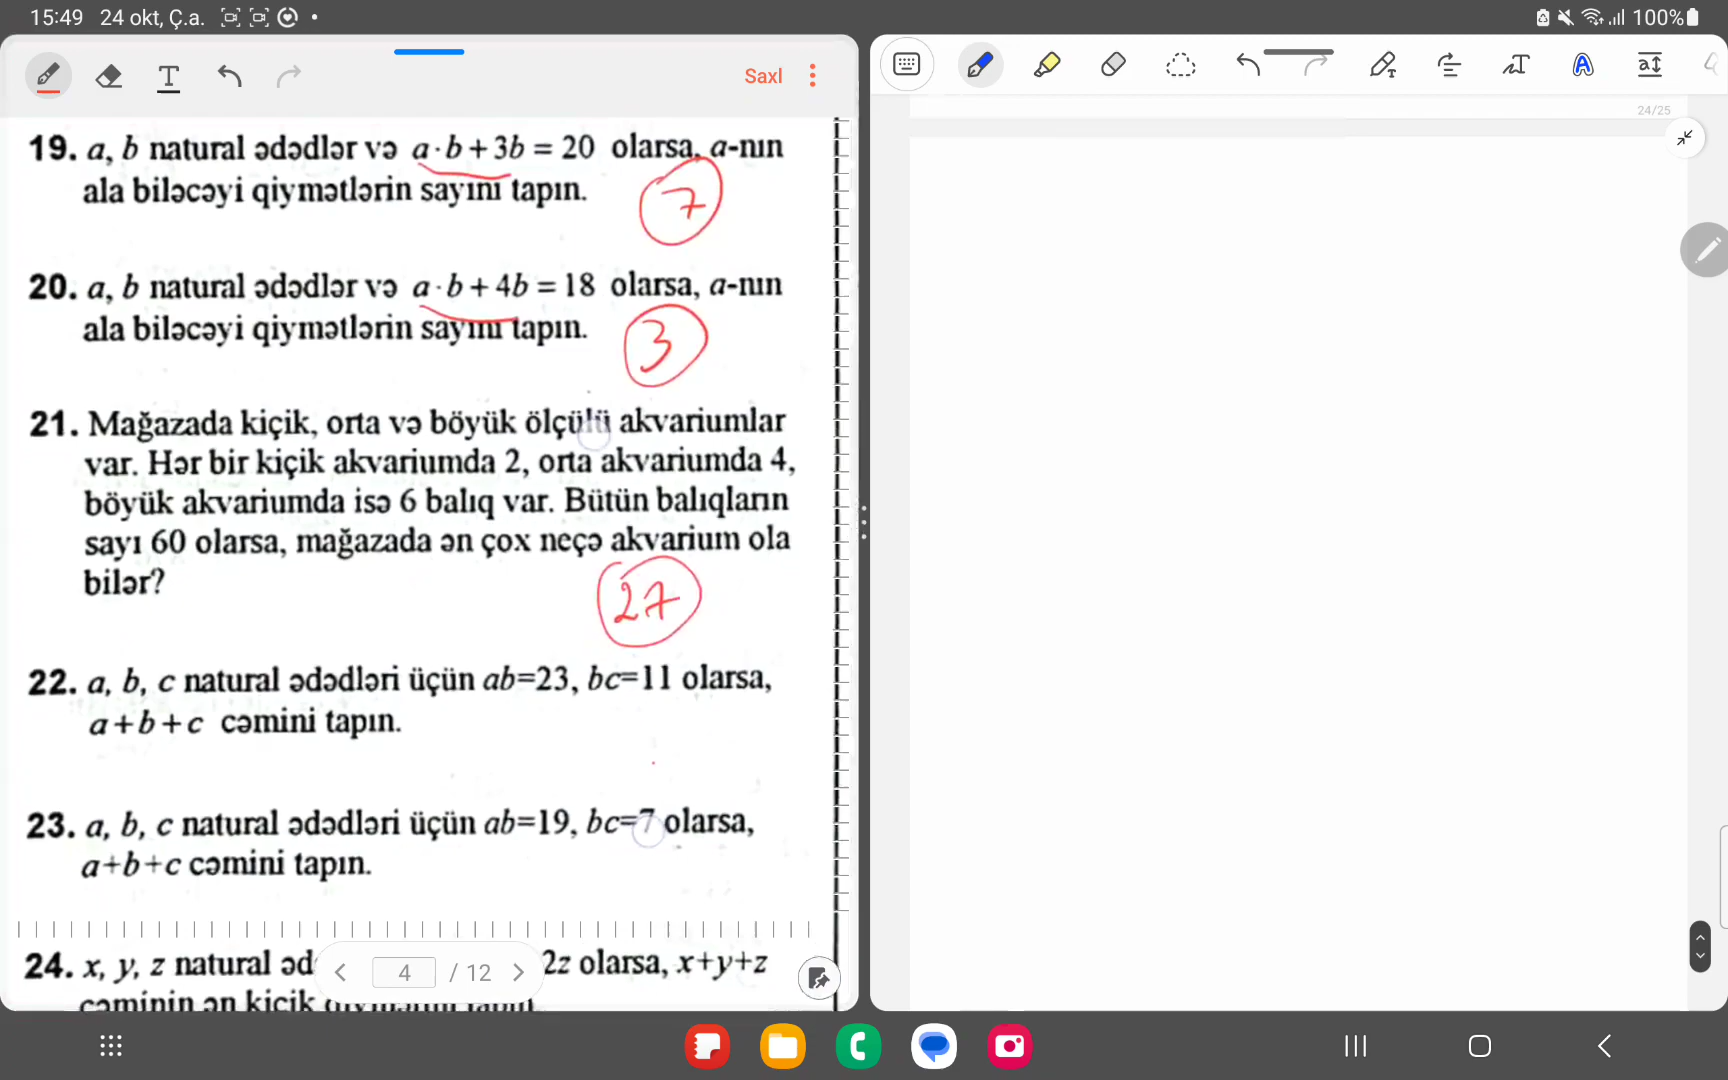 15:49 24 okt, Ç.a.
100%
Saxl
24/25
19. a, b natural ədədlər və a·b+3b = 20 olarsa, a-nın
ala biləcəyi qiymətlərin sayını tapın.
7
20. a, b natural ədədlər və a·b+4b = 18 olarsa, a-nın
ala biləcəyi qiymətlərin sayını tapın.
3
21. Mağazada kiçik, orta və böyük ölçülü akvariumlar
var. Hər bir kiçik akvariumda 2, orta akvariumda 4,
böyük akvariumda isə 6 balıq var. Bütün balıqların
sayı 60 olarsa, mağazada ən çox neçə akvarium ola
bilər?
27
22. a, b, c natural ədədləri üçün ab=23, bc=11 olarsa,
a+b+c cəmini tapın.
23. a, b, c natural ədədləri üçün ab=19, bc=7 olarsa,
a+b+c cəmini tapın.
24. x, y, z natural 2z olarsa, x+y+z
cəminin ən kiçik
4 / 12